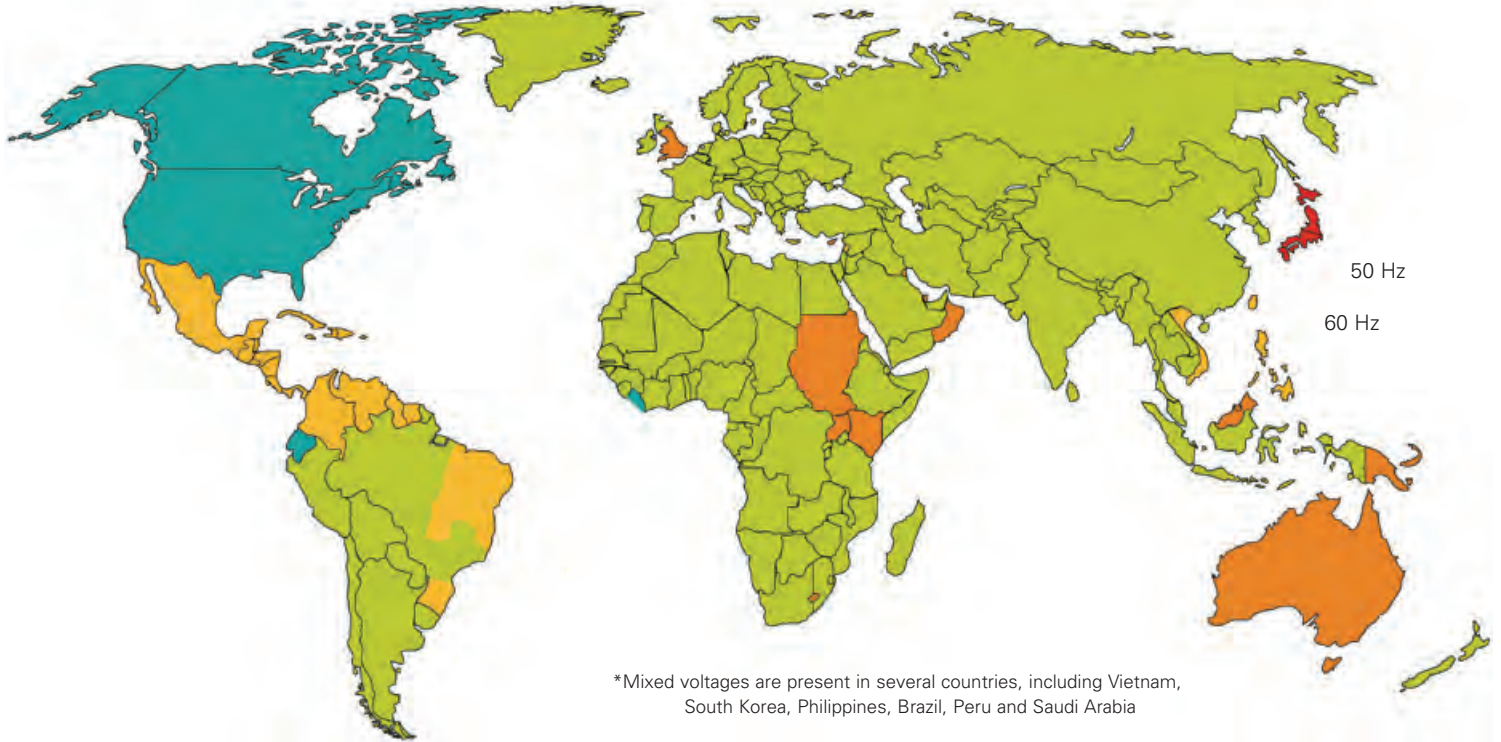 50 Hz
60 Hz
*Mixed voltages are present in several countries, including Vietnam,
South Korea, Philippines, Brazil, Peru and Saudi Arabia